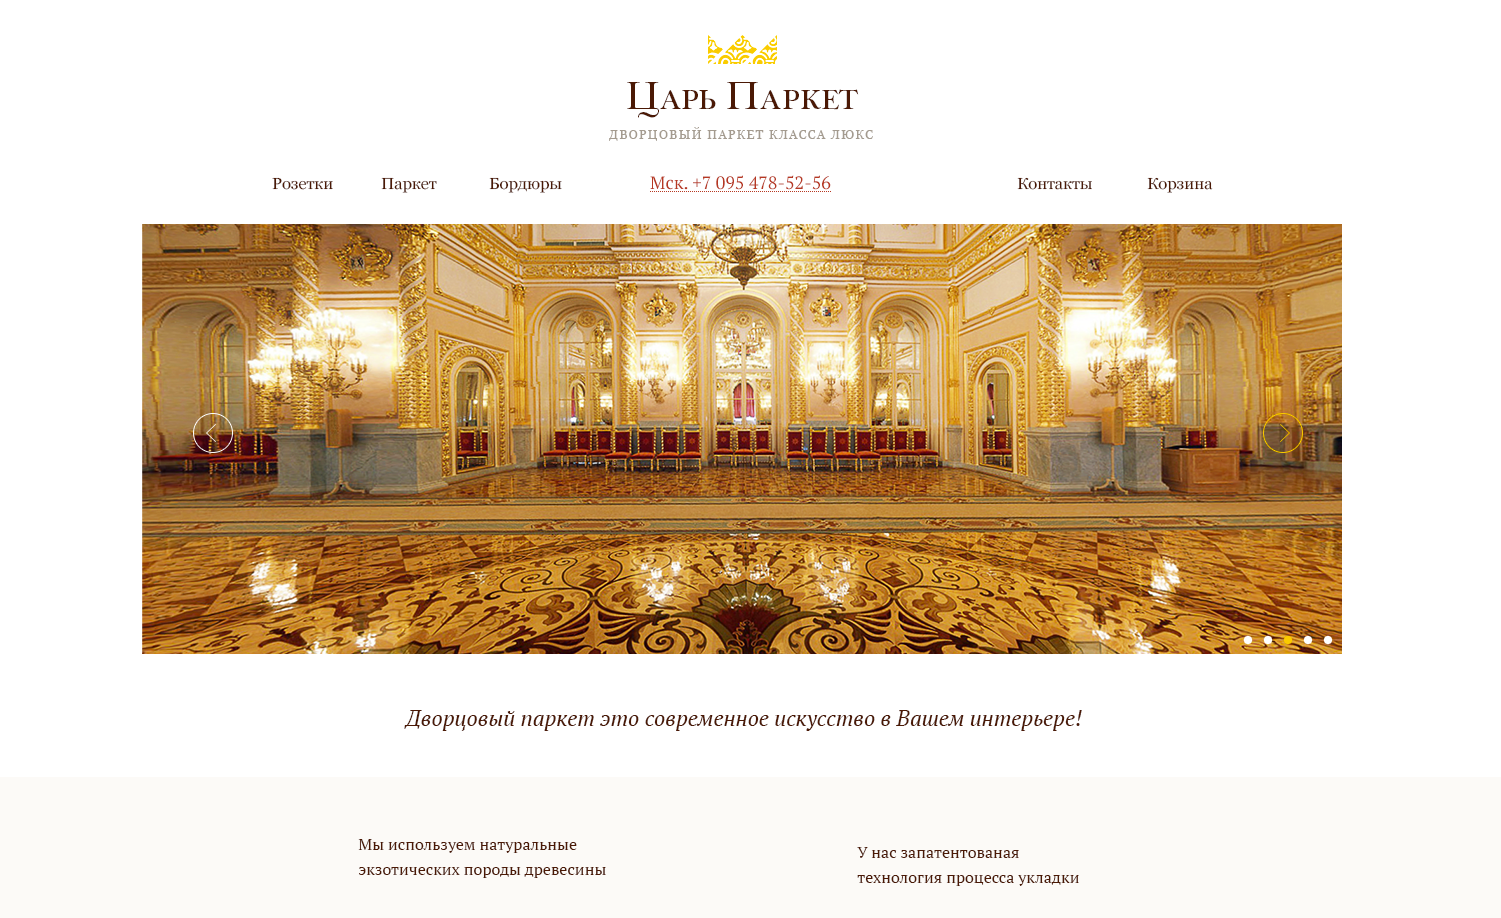 Царь Паркет
ДВОРЦОВЫЙ ПАРКЕТ КЛАССА ЛЮКС
Розетки Паркет Бордюры Мск. +7 095 478-52-56 Контакты Корзина
Дворцовый паркет это современное искусство в Вашем интерьере!
Мы используем натуральные
экзотических породы древесины
У нас запатентованая
технология процесса укладки